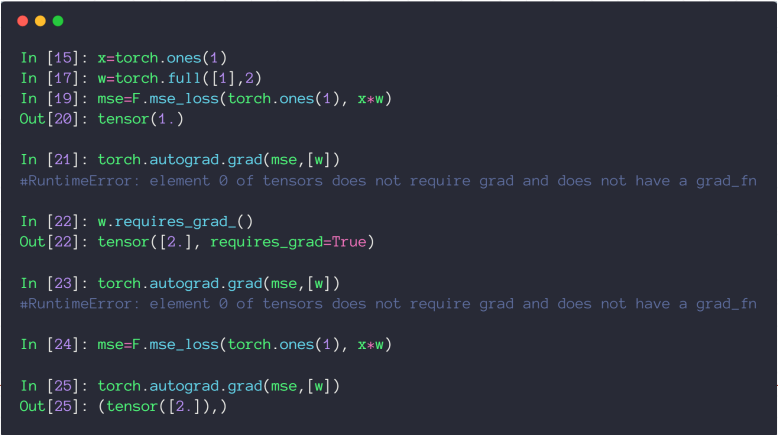 In [15]: x=torch.ones(1)
In [17]: w=torch.full([1],2)
In [19]: mse=F.mse_loss(torch.ones(1), x*w)
Out[20]: tensor(1.)
In [21]: torch.autograd.grad(mse,[w])
#RuntimeError: element 0 of tensors does not require grad and does not have a grad_fn
In [22]: w.requires_grad_()
Out[22]: tensor([2.], requires_grad=True)
In [23]: torch.autograd.grad(mse,[w])
#RuntimeError: element 0 of tensors does not require grad and does not have a grad_fn
In [24]: mse=F.mse_loss(torch.ones(1), x*w)
In [25]: torch.autograd.grad(mse,[w])
Out[25]: (tensor([2.]),)